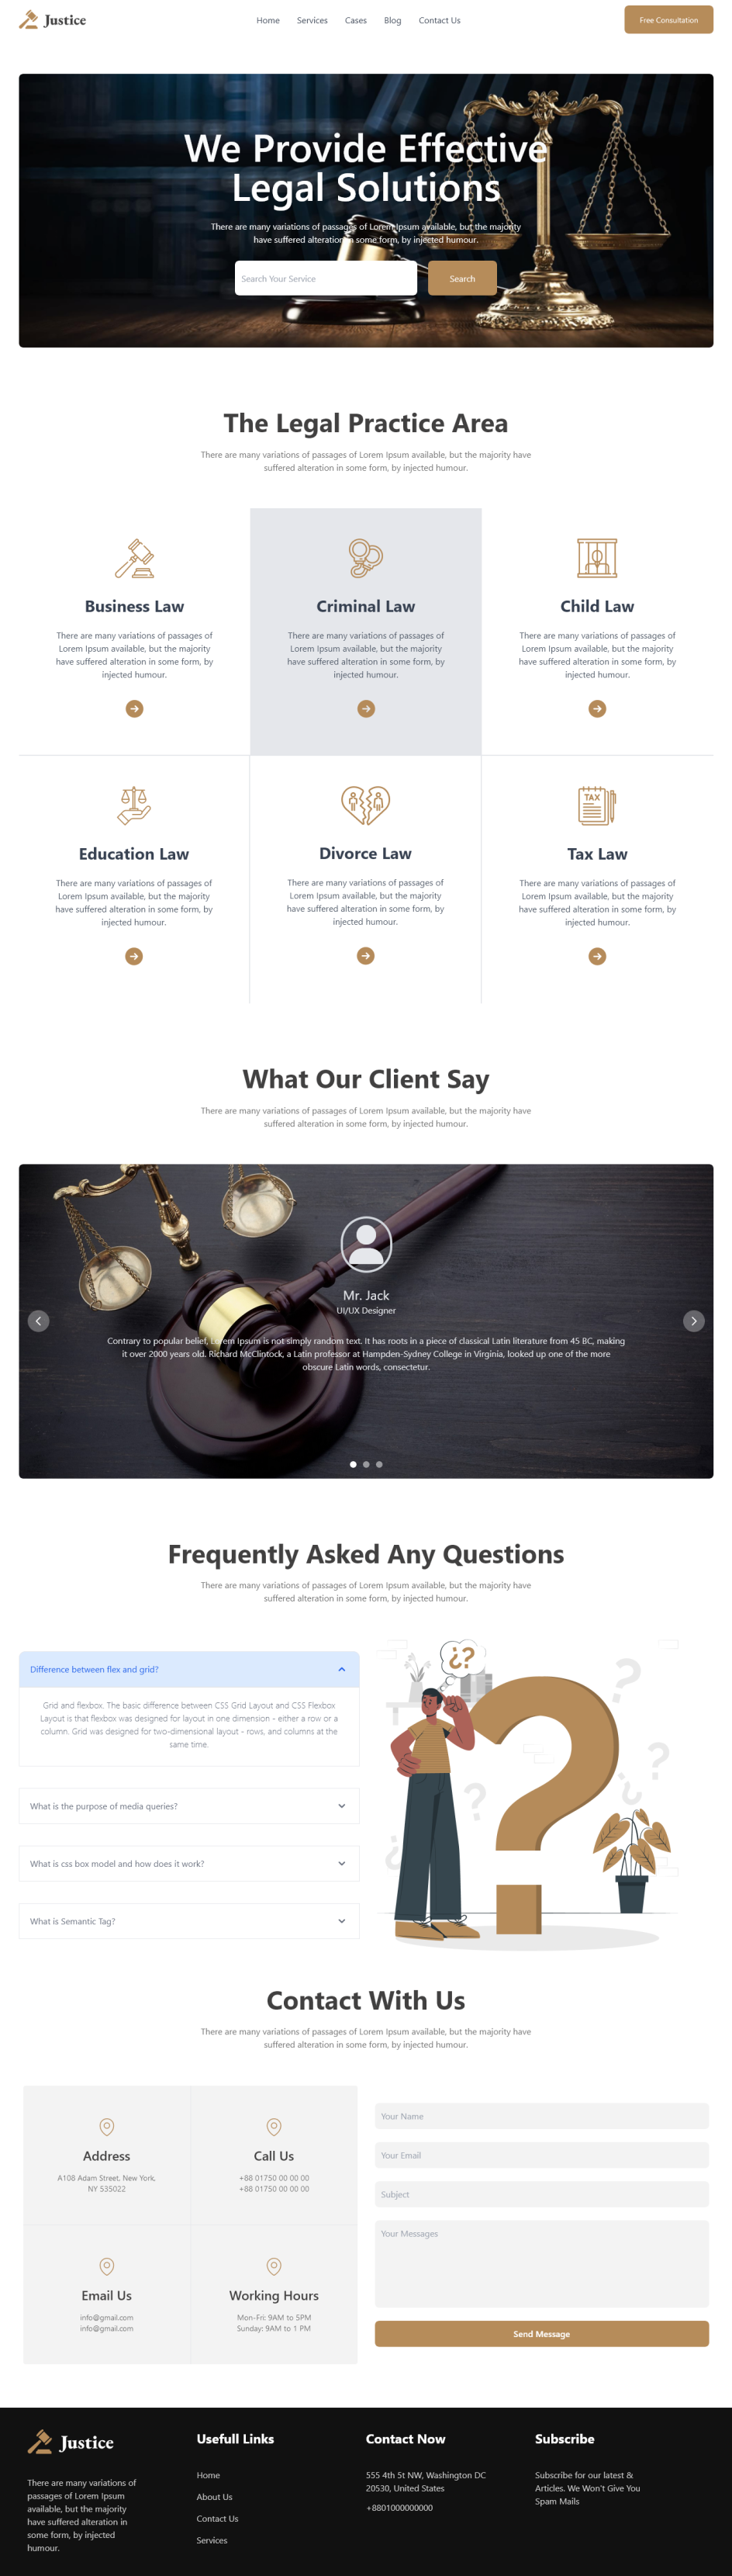 Justice
Home Services Cases Blog Contact Us
Free Consultation
We Provide Effective
Legal Solutions
There are many variations of passages of Lorem Ipsum available, but the majority
have suffered alteration in some form, by injected humour.
Search Your Service
Search
The Legal Practice Area
There are many variations of passages of Lorem Ipsum available, but the majority have
suffered alteration in some form, by injected humour.
Business Law
There are many variations of passages of
Lorem Ipsum available, but the majority
have suffered alteration in some form, by
injected humour.
Criminal Law
There are many variations of passages of
Lorem Ipsum available, but the majority
have suffered alteration in some form, by
injected humour.
Child Law
There are many variations of passages of
Lorem Ipsum available, but the majority
have suffered alteration in some form, by
injected humour.
Education Law
There are many variations of passages of
Lorem Ipsum available, but the majority
have suffered alteration in some form, by
injected humour.
Divorce Law
There are many variations of passages of
Lorem Ipsum available, but the majority
have suffered alteration in some form, by
injected humour.
TAX
Tax Law
There are many variations of passages of
Lorem Ipsum available, but the majority
have suffered alteration in some form, by
injected humour.
What Our Client Say
There are many variations of passages of Lorem Ipsum available, but the majority have
suffered alteration in some form, by injected humour.
Mr. Jack
UI/UX Designer
Contrary to popular belief, Lorem Ipsum is not simply random text. It has roots in a piece of classical Latin literature from 45 BC, making
it over 2000 years old. Richard McClintock, a Latin professor at Hampden-Sydney College in Virginia, looked up one of the more
obscure Latin words, consectetur.
Frequently Asked Any Questions
There are many variations of passages of Lorem Ipsum available, but the majority have
suffered alteration in some form, by injected humour.
Difference between flex and grid?
Grid and flexbox. The basic difference between CSS Grid Layout and CSS Flexbox
Layout is that flexbox was designed for layout in one dimension - either a row or a
column. Grid was designed for two-dimensional layout - rows, and columns at the
same time.
What is the purpose of media queries?
What is css box model and how does it work?
What is Semantic Tag?
¿?
Contact With Us
There are many variations of passages of Lorem Ipsum available, but the majority have
suffered alteration in some form, by injected humour.
Address
A108 Adam Street, New York,
NY 535022
Call Us
+88 01750 00 00 00
+88 01750 00 00 00
Email Us
info@gmail.com
info@gmail.com
Working Hours
Mon-Fri: 9AM to 5PM
Sunday: 9AM to 1 PM
Your Name
Your Email
Subject
Your Messages
Send Message
Justice
There are many variations of
passages of Lorem Ipsum
available, but the majority
have suffered alteration in
some form, by injected
humour.
Usefull Links
Home
About Us
Contact Us
Services
Contact Now
555 4th 5t NW, Washington DC
20530, United States
+8801000000000
Subscribe
Subscribe for our latest &
Articles. We Won't Give You
Spam Mails